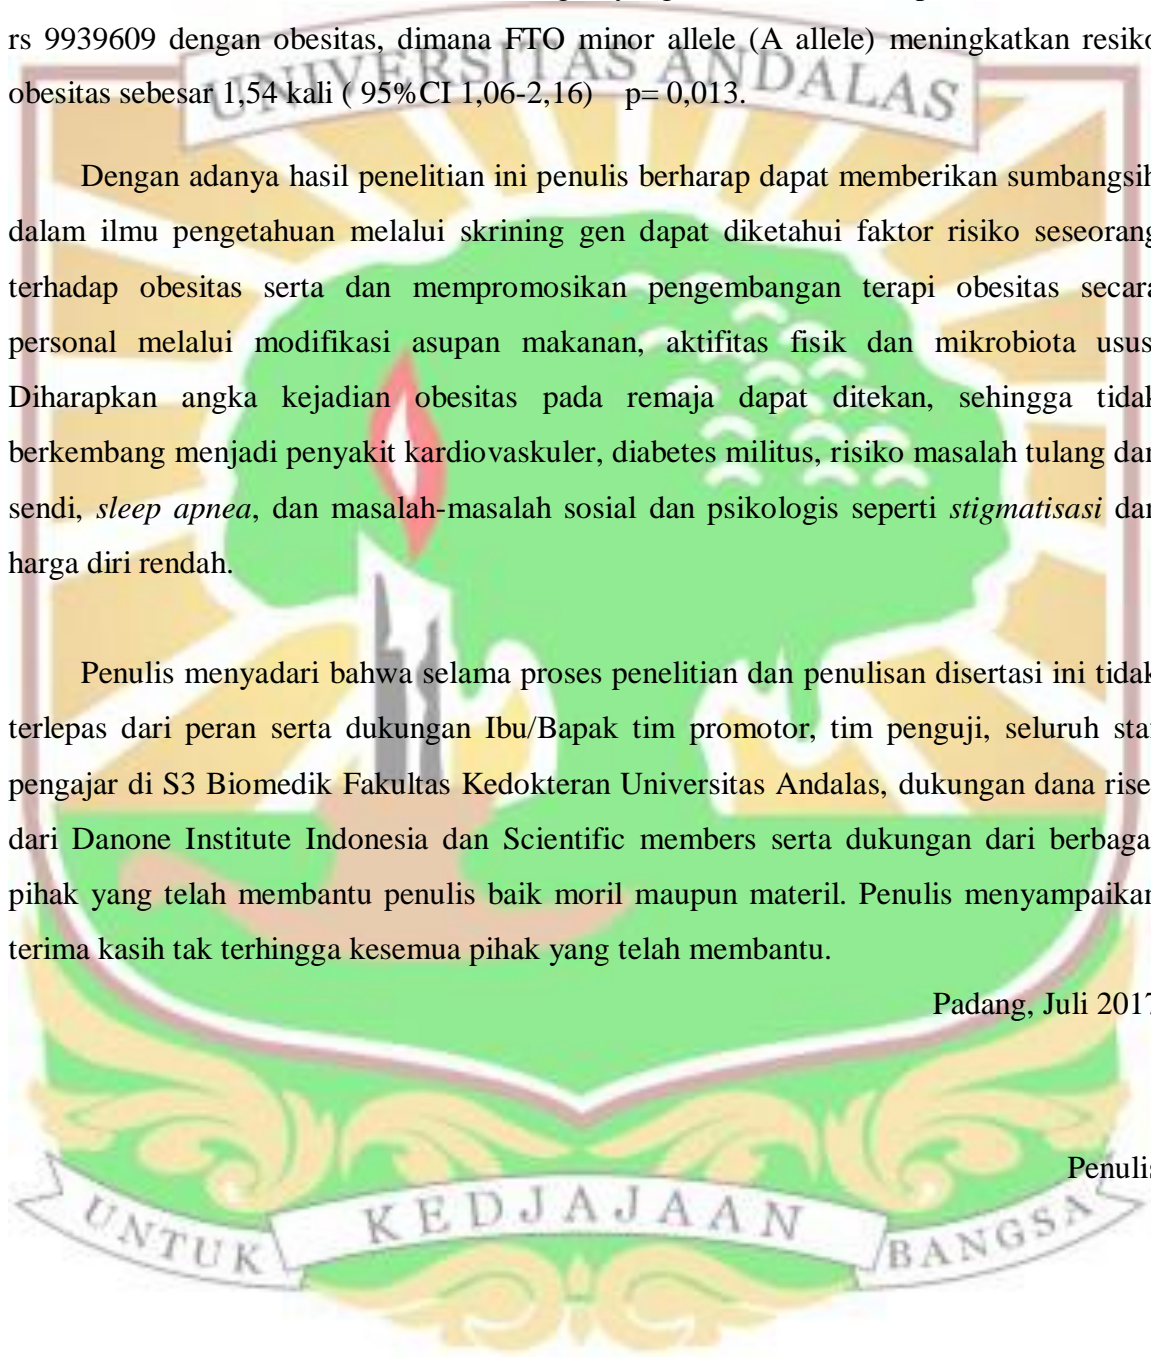 rs 9939609 dengan obesitas, dimana FTO minor allele (A allele) meningkatkan resiko
UNIVERSITAS ANDALAS
obesitas sebesar 1,54 kali ( 95%CI 1,06-2,16) p= 0,013.
Dengan adanya hasil penelitian ini penulis berharap dapat memberikan sumbangsih
dalam ilmu pengetahuan melalui skrining gen dapat diketahui faktor risiko seseorang
terhadap obesitas serta dan mempromosikan pengembangan terapi obesitas secara
personal melalui modifikasi asupan makanan, aktifitas fisik dan mikrobiota usus
Diharapkan angka kejadian obesitas pada remaja dapat ditekan, sehingga tidak
berkembang menjadi penyakit kardiovaskuler, diabetes militus, risiko masalah tulang dan
sendi, sleep apnea, dan masalah-masalah sosial dan psikologis seperti stigmatisasi dan
harga diri rendah.
Penulis menyadari bahwa selama proses penelitian dan penulisan disertasi ini tidak
terlepas dari peran serta dukungan Ibu/Bapak tim promotor, tim penguji, seluruh staf
pengajar di S3 Biomedik Fakultas Kedokteran Universitas Andalas, dukungan dana rise
dari Danone Institute Indonesia dan Scientific members serta dukungan dari berbaga
pihak yang telah membantu penulis baik moril maupun materil. Penulis menyampaikan
terima kasih tak terhingga kesemua pihak yang telah membantu.
Padang, Juli 2017
Penulis
UNTUK KEDJAJAAN BANGSA